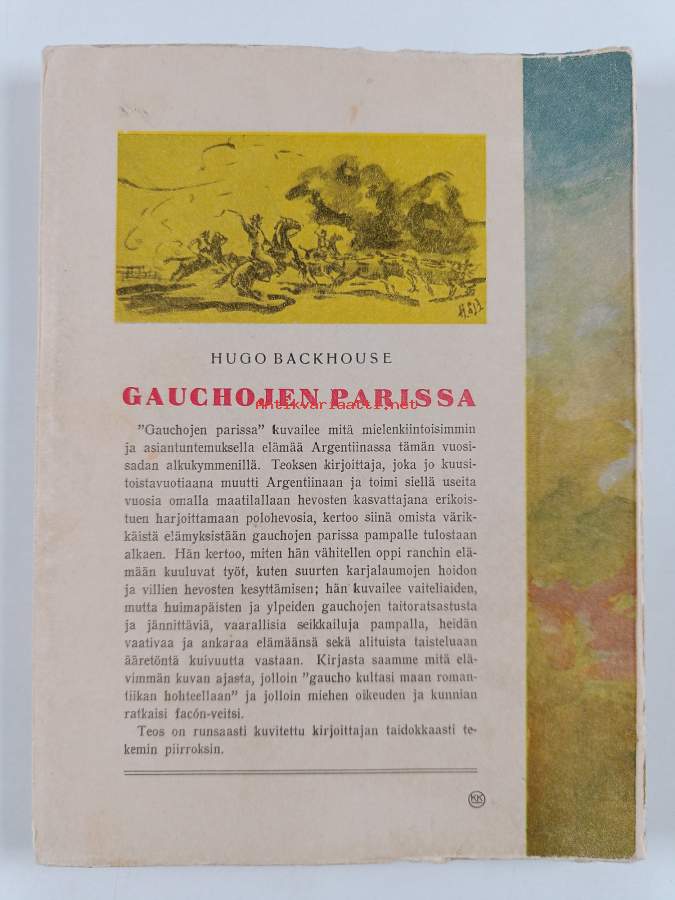 HUGO BACKHOUSE
GAUCHOJEN PARISSA
Antikvariaatti.net
"Gauchojen parissa" kuvailee mitä mielenkiintoisimmin
ja asiantuntemuksella elämää Argentiinassa tämän vuosi-
sadan alkukymmenillä. Teoksen kirjoittaja, joka jo kuusi-
toistavuotiaana muutti Argentiinaan ja toimi siellä useita
vuosia omalla maatilallaan hevosten kasvattajana erikois-
tuen harjoittamaan polohevosia, kertoo siinä omista värik-
käistä elämyksistään gauchojen parissa pampalle tulostaan
alkaen. Hän kertoo, miten hän vähitellen oppi ranchin elä-
mään kuuluvat työt, kuten suurten karjalaumojen hoidon
ja villien hevosten kesyttämisen; hän kuvailee vaiteliaiden,
mutta huimapäisten ja ylpeiden gauchojen taitoratsastusta
ja jännittäviä, vaarallisia seikkailuja pampalla, heidän
vaativaa ja ankaraa elämäänsä sekä alituista taisteluaan
ääretöntä kuivuutta vastaan. Kirjasta saamme mitä elä-
vimmän kuvan ajasta, jolloin "gaucho kultasi maan roman-
tiikan hohteellaan" ja jolloin miehen oikeuden ja kunnian
ratkaisi facón-veitsi.
Teos on runsaasti kuvitettu kirjoittajan taidokkaasti te-
kemin piirroksin.
KK